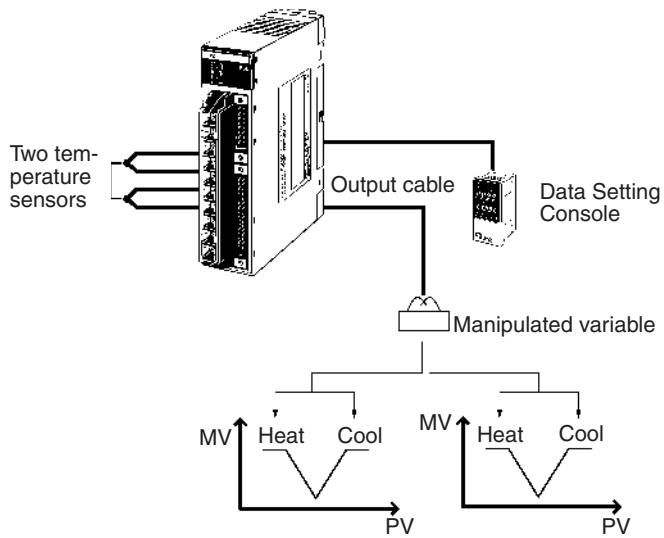 Two tem-
perature
sensors
Output cable
Data Setting
Console
Manipulated variable
MV
Heat
Cool
PV
MV
Heat
Cool
PV